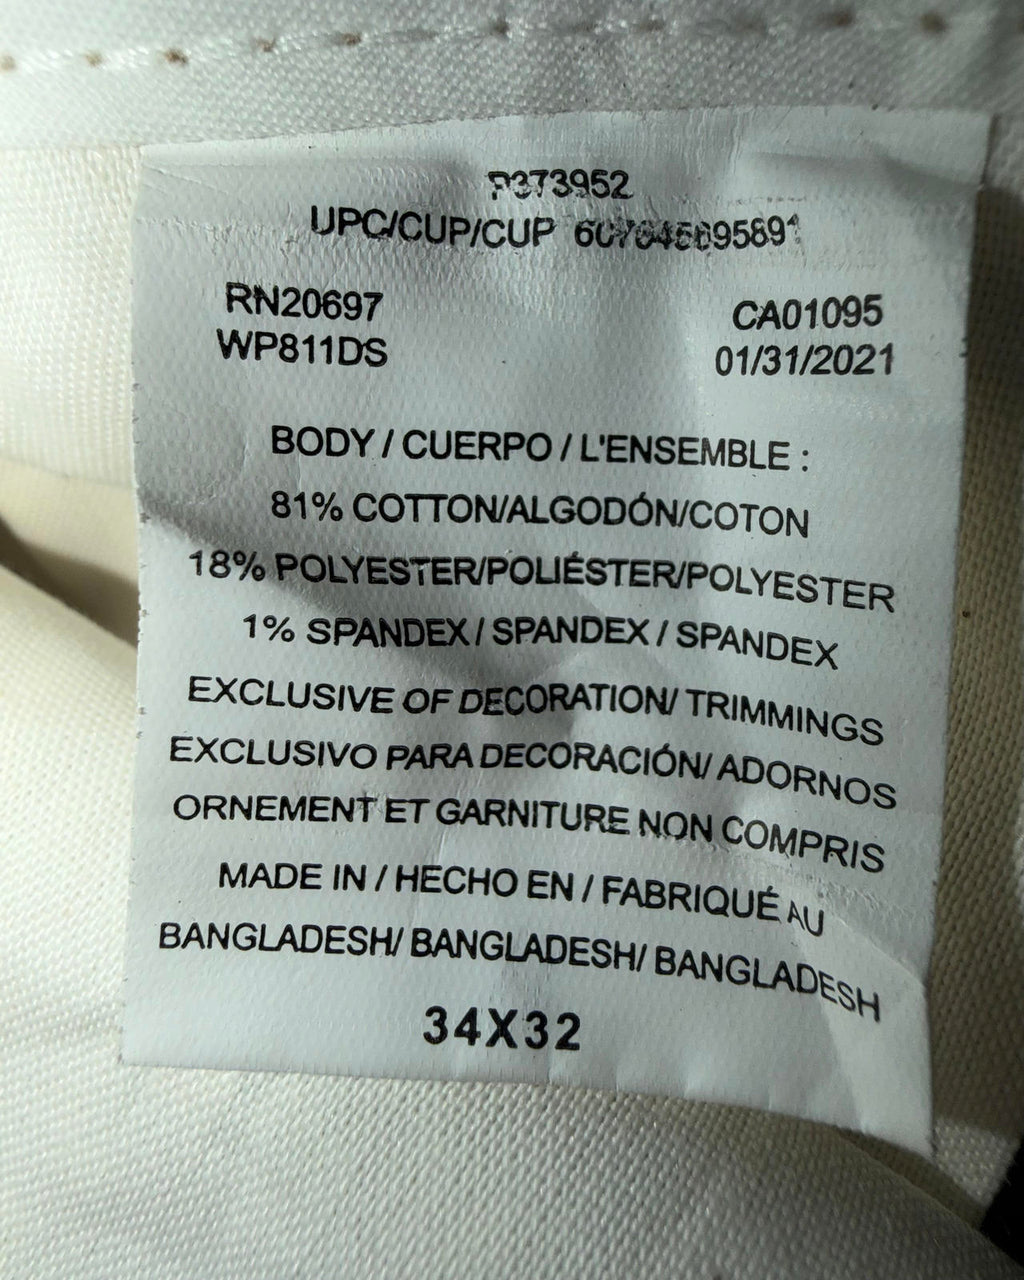 P373952
UPC/CUP/CUP
RN20697
CA01095
WP811DS
01/31/2021
BODY / CUERPO / L'ENSEMBLE :
81% COTTON/ALGODÓN/COTON
18% POLYESTER/POLIÉSTER/POLYESTER
1% SPANDEX / SPANDEX / SPANDEX
EXCLUSIVE OF DECORATION/ TRIMMINGS
EXCLUSIVO PARA DECORACIÓN/ ADORNOS
ORNEMENT ET GARNITURE NON COMPRIS
MADE IN / HECHO EN / FABRIQUÉ AU
BANGLADESH/ BANGLADESH/ BANGLADESH
34X32